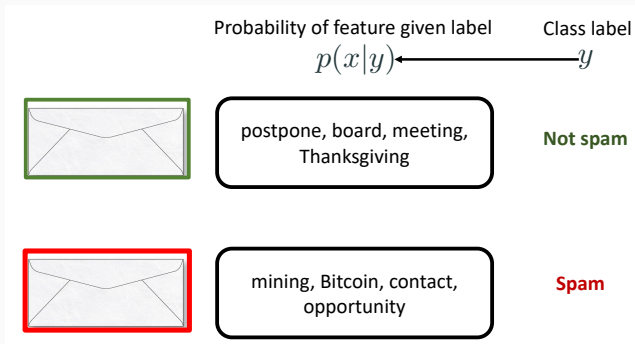 Probability of feature given label Class label
p(x|y) y
postpone, board, meeting,
Thanksgiving
Not spam
mining, Bitcoin, contact,
opportunity
Spam